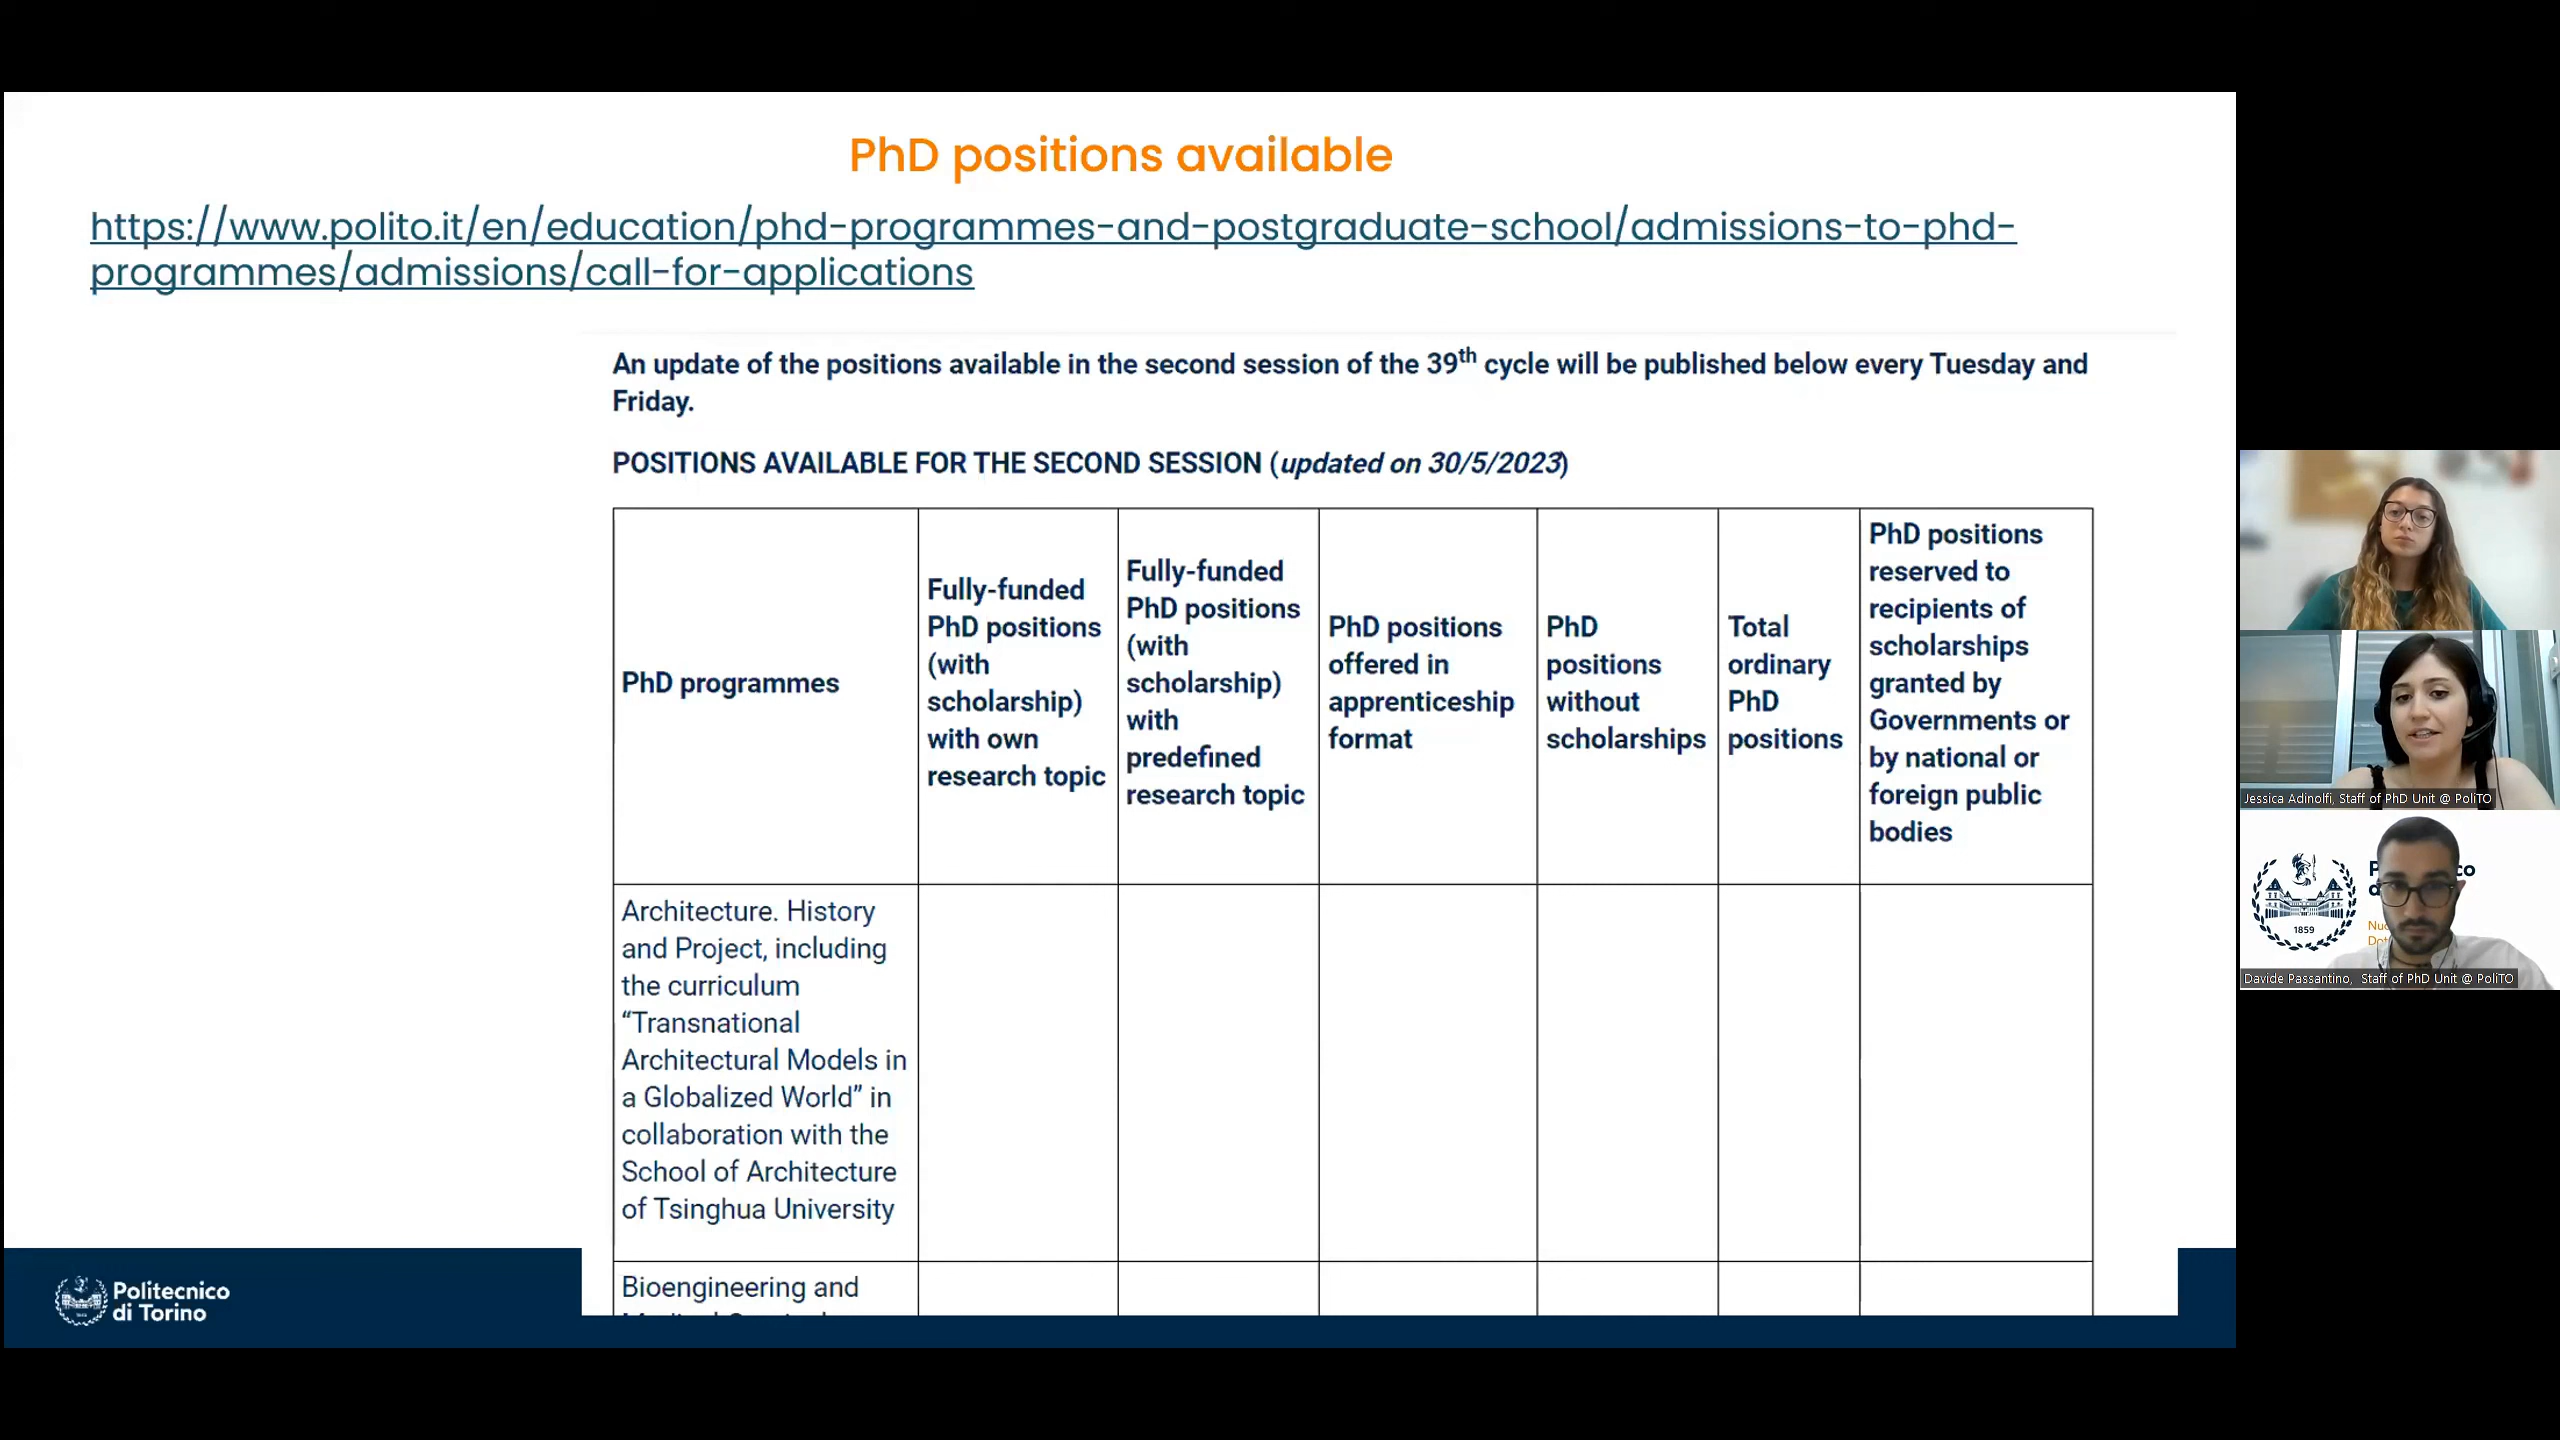 PhD positions available
https://www.polito.it/en/education/phd-programmes-and-postgraduate-school/admissions-to-phd-
programmes/admissions/call-for-applications
An update of the positions available in the second session of the 39th cycle will be published below every Tuesday and
Friday.
POSITIONS AVAILABLE FOR THE SECOND SESSION (updated on 30/5/2023)
PhD programmes
Fully-funded
PhD positions
(with
scholarship)
with own
research topic
Fully-funded
PhD positions
(with
scholarship)
with
predefined
research topic
PhD positions
offered in
apprenticeship
format
PhD
positions
without
scholarships
Total
ordinary
PhD
positions
PhD positions
reserved to
recipients of
scholarships
granted by
Governments or
by national or
foreign public
bodies
Architecture. History
and Project, including
the curriculum
“Transnational
Architectural Models in
a Globalized World” in
collaboration with the
School of Architecture
of Tsinghua University
Bioengineering and
Politecnico
di Torino
Jessica Adinolfi, Staff of PhD Unit @ PoliTO
1859
Davide Passantino, Staff of PhD Unit @ PoliTO